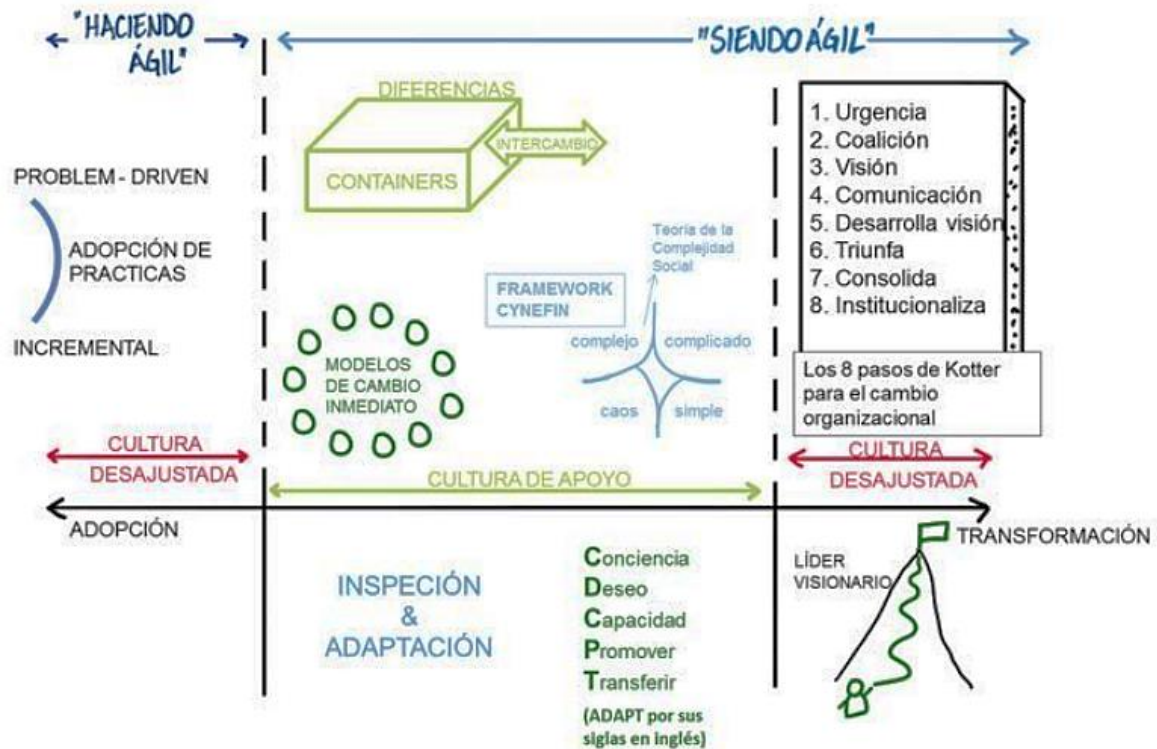 "HACIENDO
ÁGIL"
"SIENDO ÁGIL"
PROBLEM - DRIVEN
ADOPCIÓN DE
PRACTICAS
INCREMENTAL
CULTURA
DESAJUSTADA
DIFERENCIAS
CONTAINERS
INTERCAMBIO
MODELOS
DE CAMBIO
INMEDIATO
Teoría de la
Complejidad
Social
FRAMEWORK
CYNEFIN
complejo
complicado
caos
simple
CULTURA DE APOYO
1. Urgencia
2. Coalición
3. Visión
4. Comunicación
5. Desarrolla visión
6. Triunfa
7. Consolida
8. Institucionaliza
Los 8 pasos de Kotter
para el cambio
organizacional
CULTURA
DESAJUSTADA
ADOPCIÓN
TRANSFORMACIÓN
INSPECIÓN
&
ADAPTACIÓN
Conciencia
Deseo
Capacidad
Promover
Transferir
(ADAPT por sus
siglas en inglés)
LÍDER
VISIONARIO